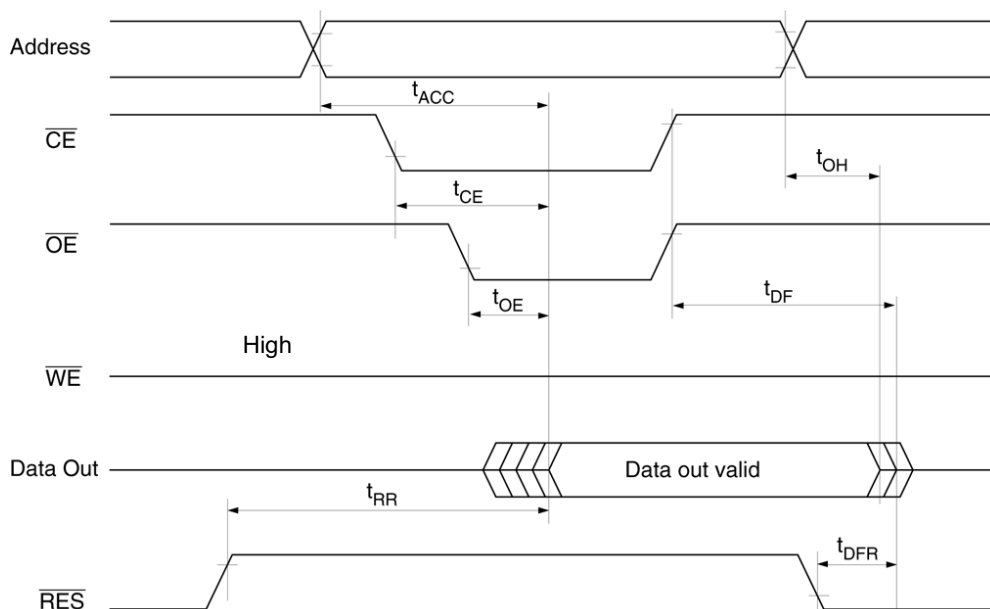 Address
tACC
CE
tOH
tCE
OE
tDF
tOE
High
WE
Data Out
Data out valid
tRR
tDFR
RES